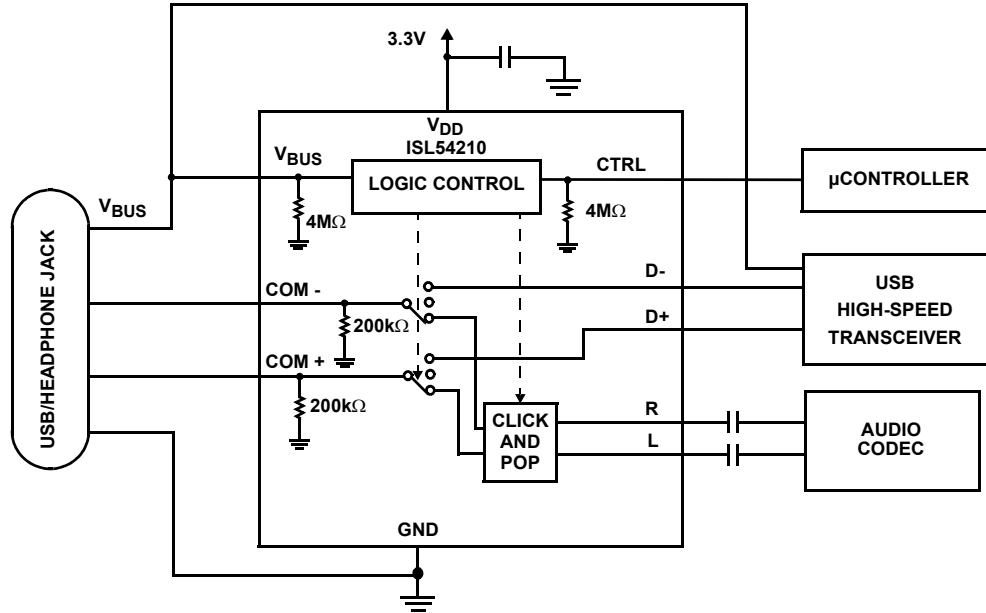 3.3V
VDD
ISL54210
VBUS
LOGIC CONTROL
CTRL
µCONTROLLER
VBUS
4MΩ
4MΩ
USB/HEADPHONE JACK
COM -
200kΩ
D-
D+
USB
HIGH-SPEED
TRANSCEIVER
COM +
200kΩ
CLICK
AND
POP
R
L
AUDIO
CODEC
GND